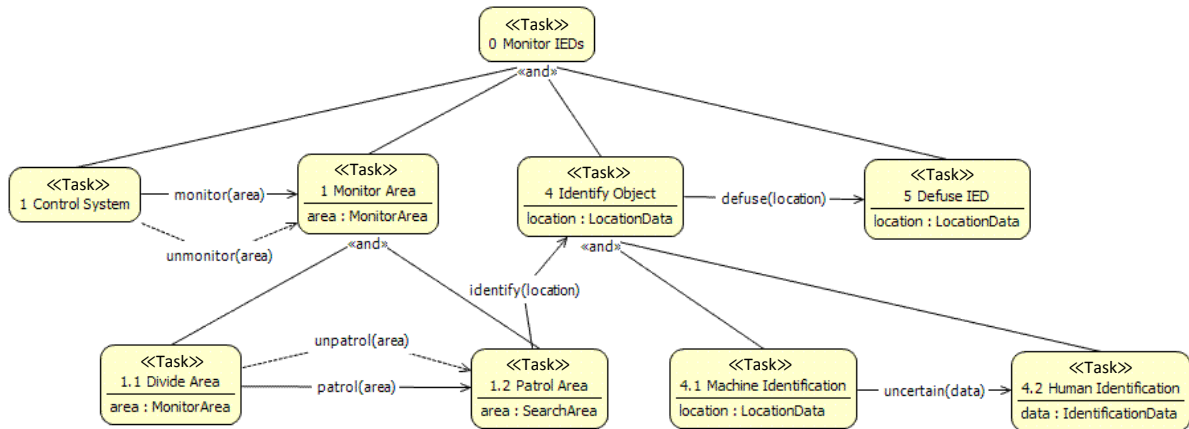 ≪Task≫
0 Monitor IEDs
«and»
≪Task≫
1 Control System
monitor(area)
unmonitor(area)
≪Task≫
1 Monitor Area
area : MonitorArea
«and»
≪Task≫
4 Identify Object
location : LocationData
«and»
defuse(location)
≪Task≫
5 Defuse IED
location : LocationData
identify(location)
≪Task≫
1.1 Divide Area
area : MonitorArea
unpatrol(area)
patrol(area)
≪Task≫
1.2 Patrol Area
area : SearchArea
≪Task≫
4.1 Machine Identification
location : LocationData
uncertain(data)
≪Task≫
4.2 Human Identification
data : IdentificationData